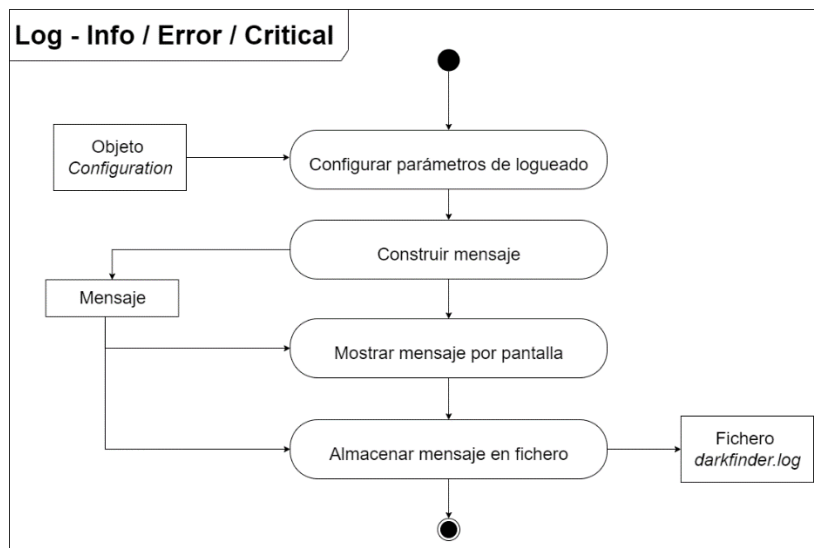 Log - Info / Error / Critical
Objeto
Configuration
Configurar parámetros de logueado
Construir mensaje
Mensaje
Mostrar mensaje por pantalla
Almacenar mensaje en fichero
Fichero
darkfinder.log